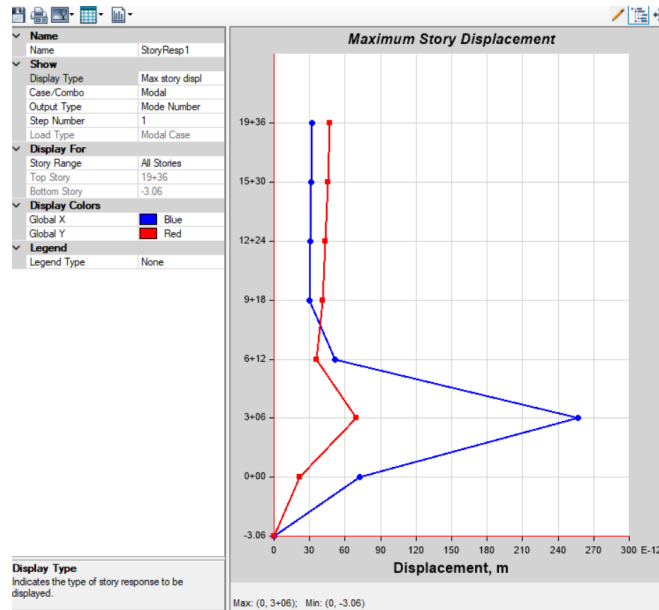 Name
Name StoryResp1
Show
Display Type Max story displ
Case/Combo Modal
Output Type Mode Number
Step Number 1
Load Type Modal Case
Display For
Story Range All Stories
Top Story 19+36
Bottom Story -3.06
Display Colors
Global X Blue
Global Y Red
Legend
Legend Type None
Display Type
Indicates the type of story response to be
displayed.
Maximum Story Displacement
19+36
15+30
12+24
9+18
6+12
3+06
0+00
-3.06
0 30 60 90 120 150 180 210 240 270 300 E-12
Displacement, m
Max: (0, 3+06); Min: (0, -3.06)